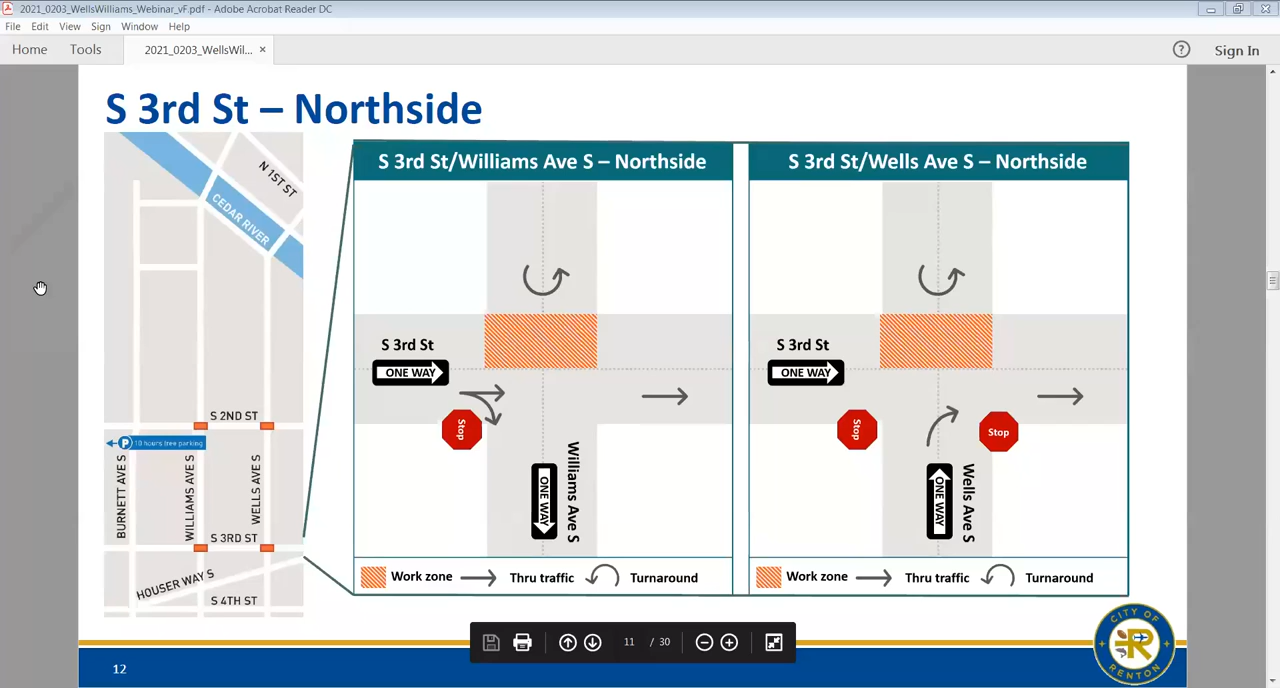 2021_0203_WellsWilliams_Webinar_vF.pdf - Adobe Acrobat Reader DC
File Edit View Sign Window Help
Home Tools 2021_0203_WellsWil... × ? Sign In
S 3rd St – Northside
N 1ST ST
CEDAR RIVER
S 2ND ST
P 10 hours free parking
BURNETT AVE S
WILLIAMS AVE S
WELLS AVE S
S 3RD ST
HOUSER WAY S
S 4TH ST
S 3rd St/Williams Ave S – Northside
S 3rd St
ONE WAY
Stop
ONE WAY
Williams Ave S
Work zone Thru traffic Turnaround
S 3rd St/Wells Ave S – Northside
S 3rd St
ONE WAY
Stop
Stop
ONE WAY
Wells Ave S
Work zone Thru traffic Turnaround
11 / 30
12
CITY OF
R
RENTON